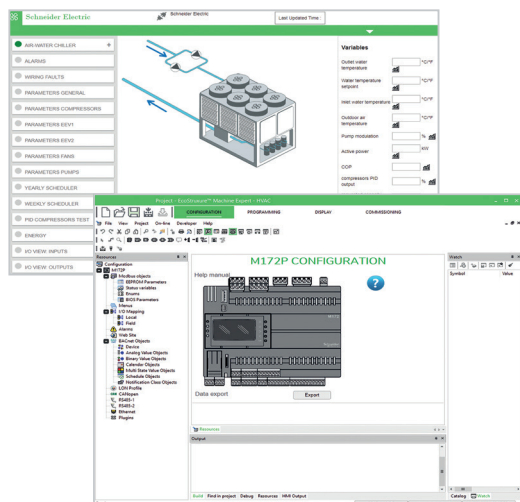 Schneider Electric
Schneider Electric
Last Updated Time :
AIR-WATER CHILLER
ALARMS
WIRING FAULTS
PARAMETERS GENERAL
PARAMETERS COMPRESSORS
PARAMETERS EEV1
PARAMETERS EEV2
PARAMETERS FANS
PARAMETERS PUMPS
YEARLY SCHEDULER
WEEKLY SCHEDULER
PID COMPRESSORS TEST
ENERGY
I/O VIEW: INPUTS
I/O VIEW: OUTPUTS
Variables
Outlet water
temperature
°C/°F
Water temperature
setpoint
Inlet water temperature
°C/°F
Outdoor air
temperature
°C/°F
Pump modulation
%
Active power
kW
COP
compressors PID
output
%
Project - EcoStruxure™ Machine Expert - HVAC
CONFIGURATION
PROGRAMMING
DISPLAY
COMMISSIONING
File View Project On-line Developer Help
Resources
Configuration
M172P
Modbus objects
EEPROM Parameters
Status variables
Enums
BIOS Parameters
Menus
I/O Mapping
Local
Field
Alarms
Web Site
BACnet Objects
Device
Analog Value Objects
Binary Value Objects
Calendar Objects
Multi State Value Objects
Schedule Objects
Notification Class Objects
LON Profile
CANopen
RS485-1
RS485-2
Ethernet
Plugins
M172P CONFIGURATION
Help manual
?
Data export
Export
Resources
Output
Build Find in project Debug Resources HMI Output
Watch
Symbol Value
Catalog Watch